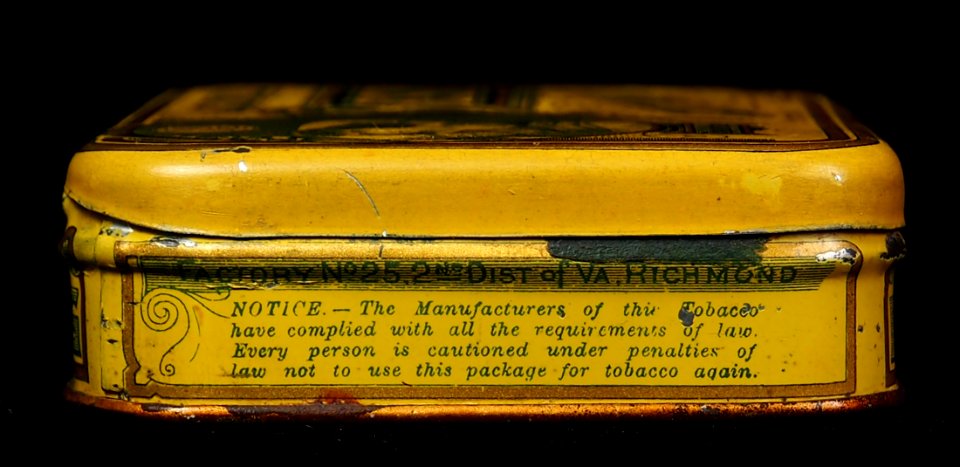 FACTORY No 25, 2ND DIST of VA. RICHMOND
NOTICE. — The Manufacturers of this Tobacco
have complied with all the requirements of law.
Every person is cautioned under penalties of
law not to use this package for tobacco again.